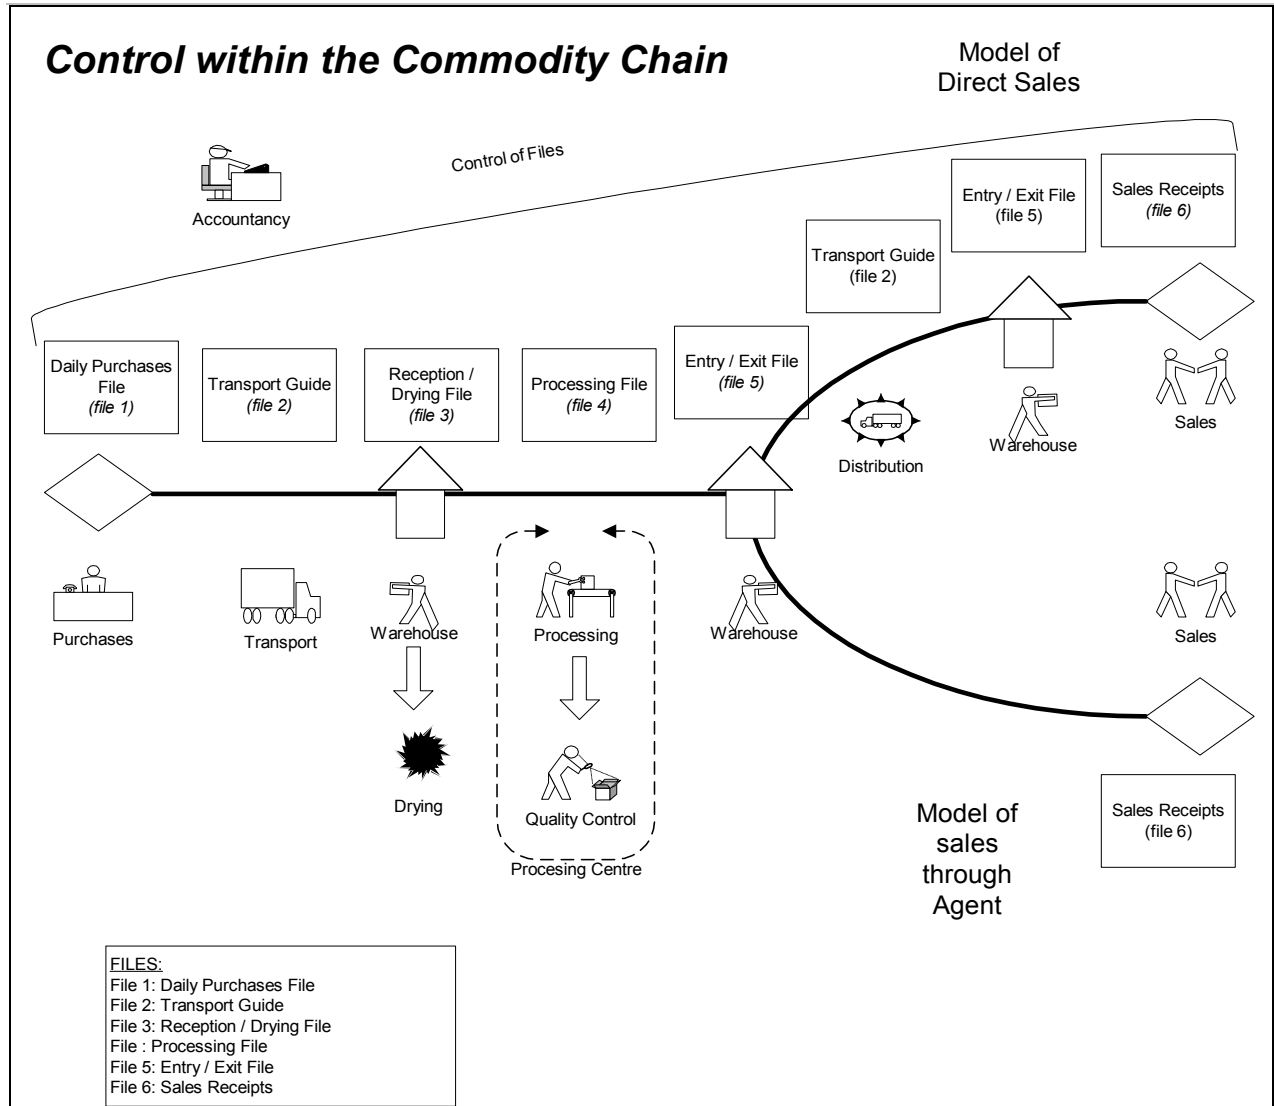 Control within the Commodity Chain
Model of
Direct Sales
Control of Files
Accountancy
Entry / Exit File
(file 5)
Sales Receipts
(file 6)
Transport Guide
(file 2)
Daily Purchases
File
(file 1)
Transport Guide
(file 2)
Reception /
Drying File
(file 3)
Processing File
(file 4)
Entry / Exit File
(file 5)
Distribution
Warehouse
Sales
Purchases
Transport
Warehouse
Processing
Warehouse
Sales
Drying
Quality Control
Procesing Centre
Model of
sales
through
Agent
Sales Receipts
(file 6)
FILES:
File 1: Daily Purchases File
File 2: Transport Guide
File 3: Reception / Drying File
File : Processing File
File 5: Entry / Exit File
File 6: Sales Receipts